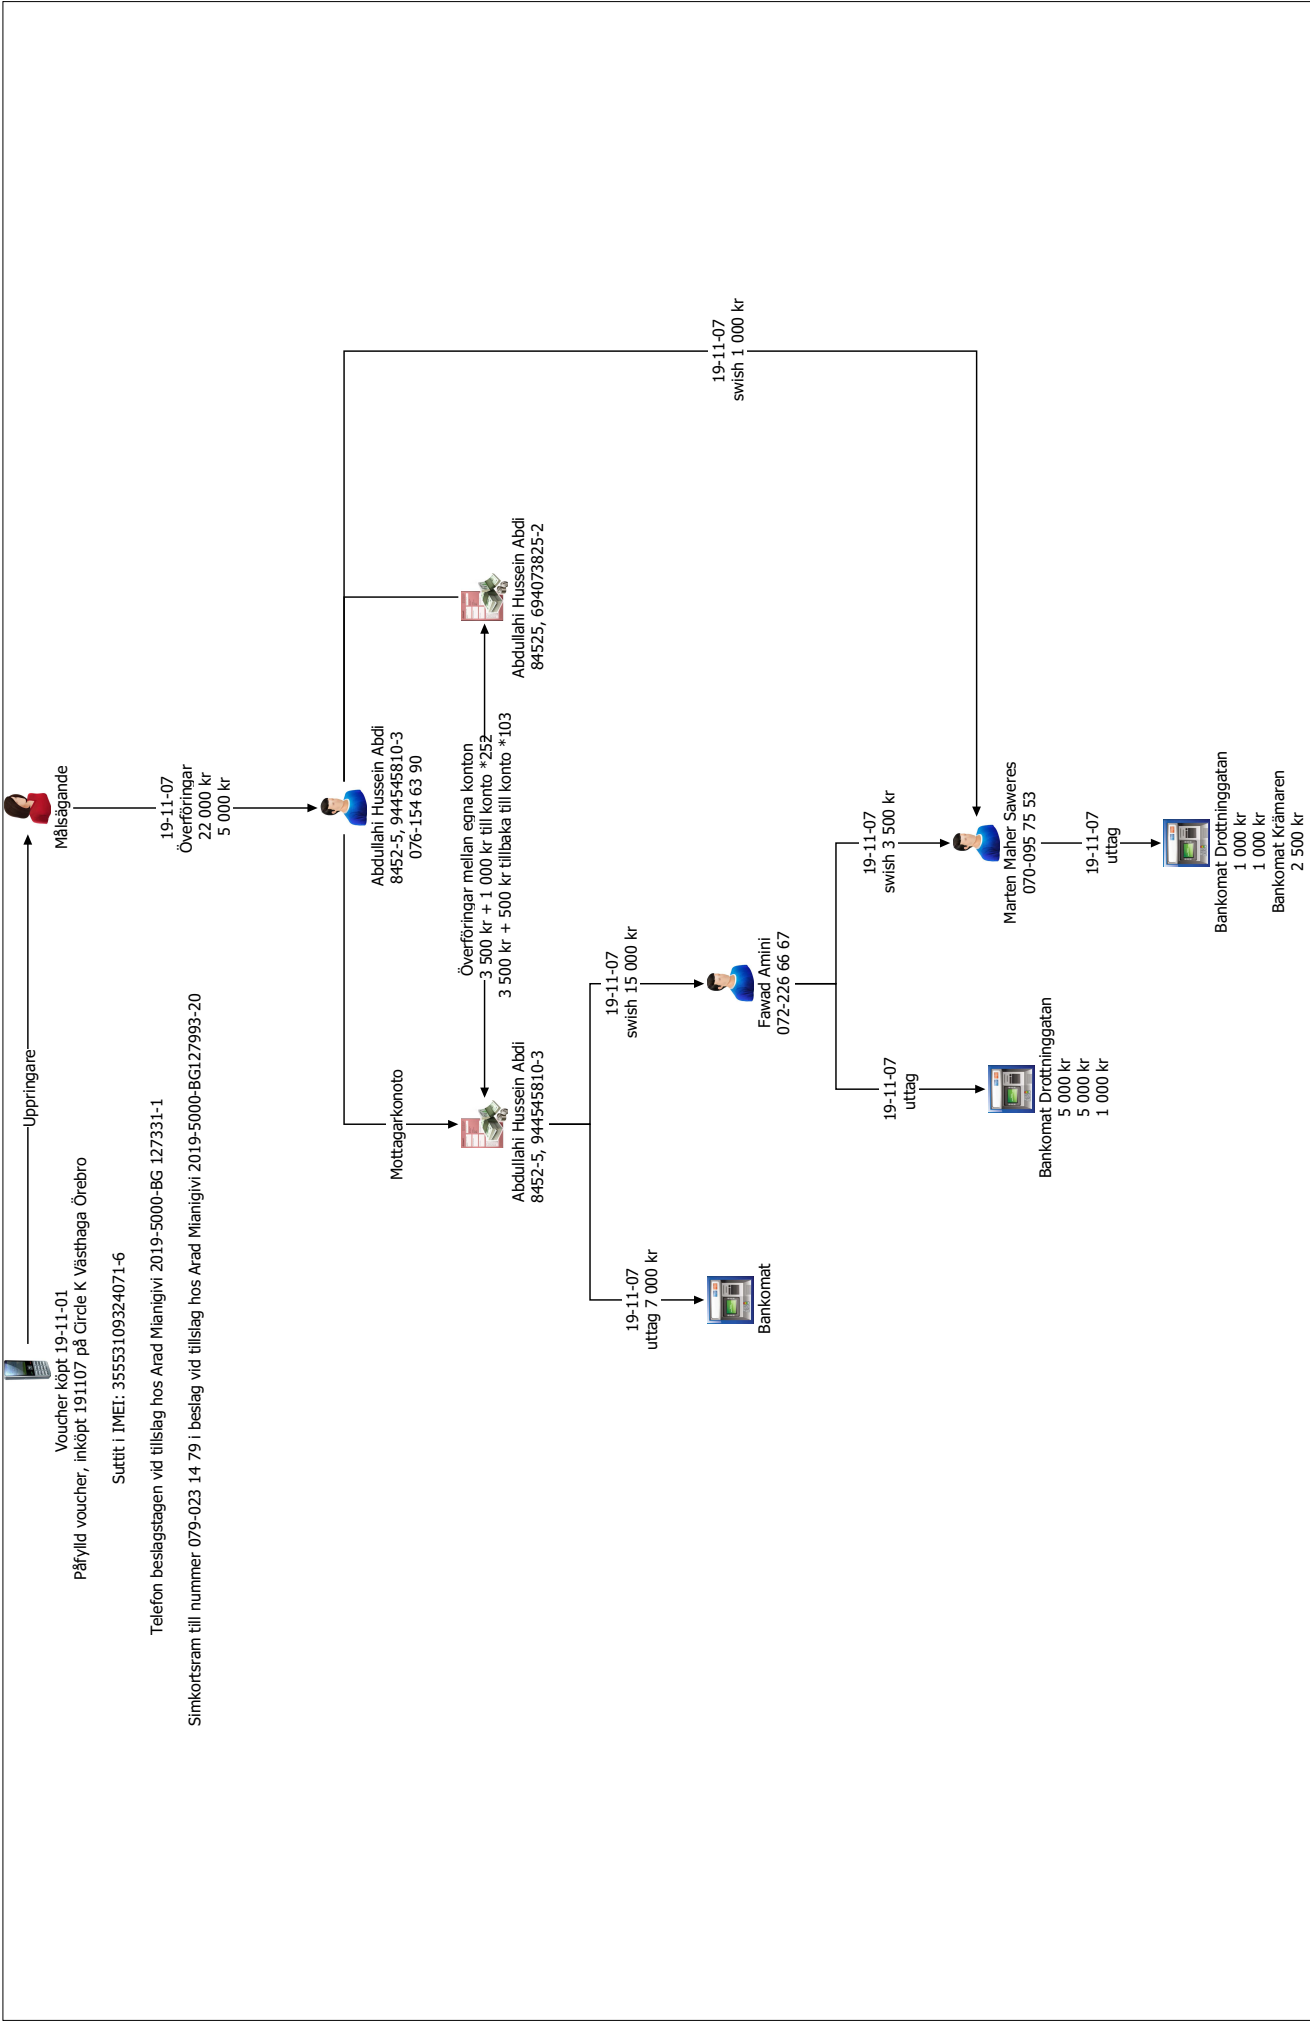 Uppringare
Voucher köpt 19-11-01
Påfylld voucher, inköpt 191107 på Circle K Västhaga Örebro
Suttit i IMEI: 35553109324071-6
Telefon beslagstagen vid tillslag hos Arad Mianigivi 2019-5000-BG 127331-1
Simkortsram till nummer 079-023 14 79 i beslag vid tillslag hos Arad Mianigivi 2019-5000-BG127993-20
Målsägande
19-11-07
Överföringar
22 000 kr
5 000 kr
Abdullahi Hussein Abdi
8452-5, 944545810-3
076-154 63 90
Mottagarkonoto
Överföringar mellan egna konton
3 500 kr + 1 000 kr till konto *252
3 500 kr + 500 kr tillbaka till konto *103
Abdullahi Hussein Abdi
8452-5, 944545810-3
Abdullahi Hussein Abdi
84525, 694073825-2
19-11-07
uttag 7 000 kr
Bankomat
19-11-07
swish 15 000 kr
Fawad Amini
072-226 66 67
19-11-07
swish 1 000 kr
19-11-07
uttag
Bankomat Drottninggatan
5 000 kr
5 000 kr
1 000 kr
19-11-07
swish 3 500 kr
Marten Maher Saweres
070-095 75 53
19-11-07
uttag
Bankomat Drottninggatan
1 000 kr
1 000 kr
Bankomat Krämaren
2 500 kr